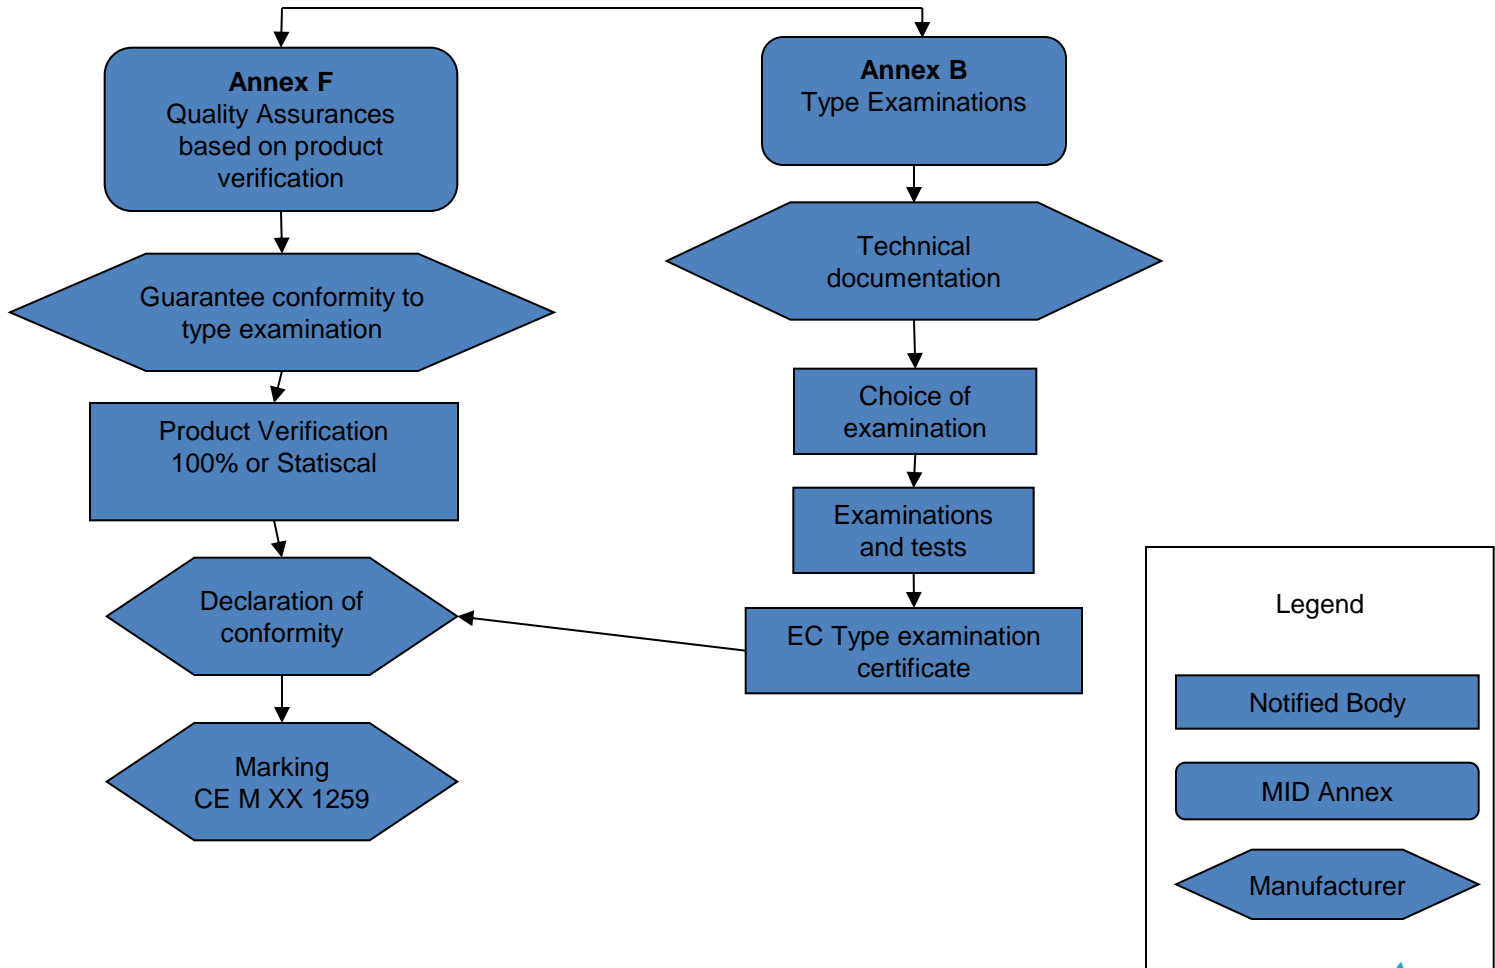 Annex F
Quality Assurances
based on product
verification
Guarantee conformity to
type examination
Product Verification
100% or Statiscal
Declaration of
conformity
Marking
CE M XX 1259
Annex B
Type Examinations
Technical
documentation
Choice of
examination
Examinations
and tests
EC Type examination
certificate
Legend
Notified Body
MID Annex
Manufacturer